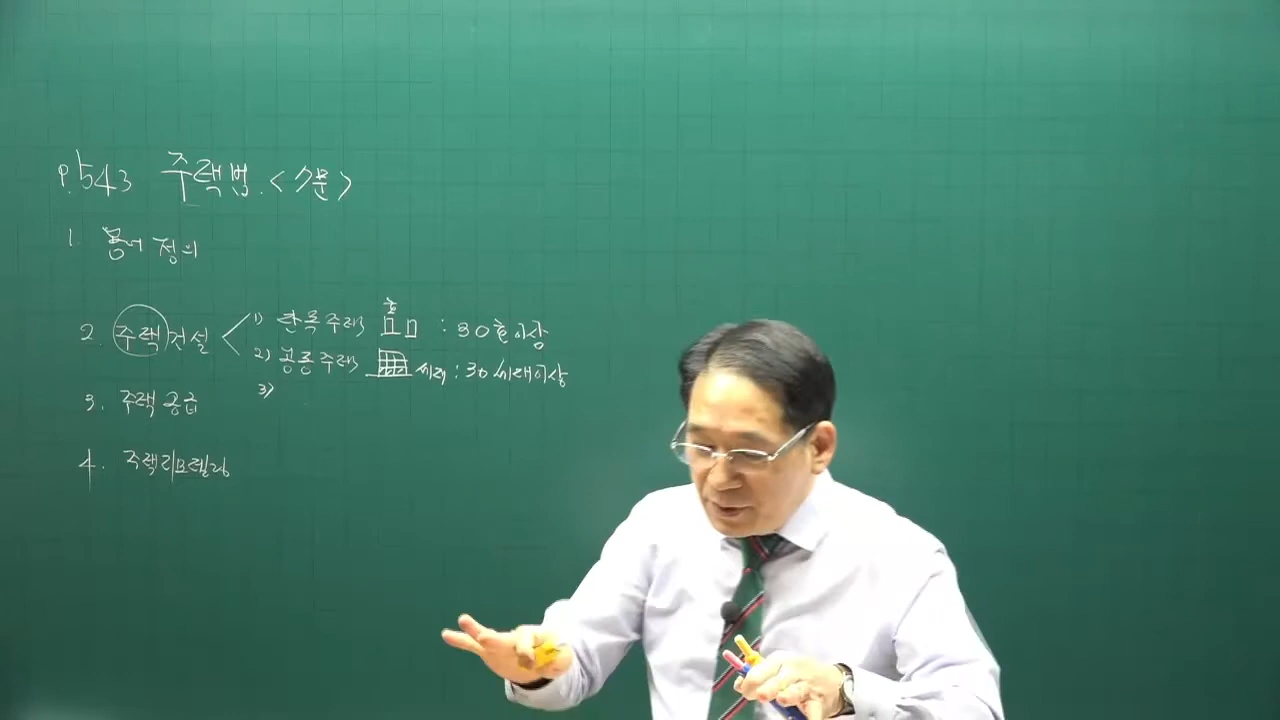 P.543 주택법 <7문>
1. 용어 정의
2. 주택건설 < 1) 단독주택 호 : 30호이상
2) 공동주택 세대 : 30세대이상
3)
3. 주택공급
4. 주택리모델링